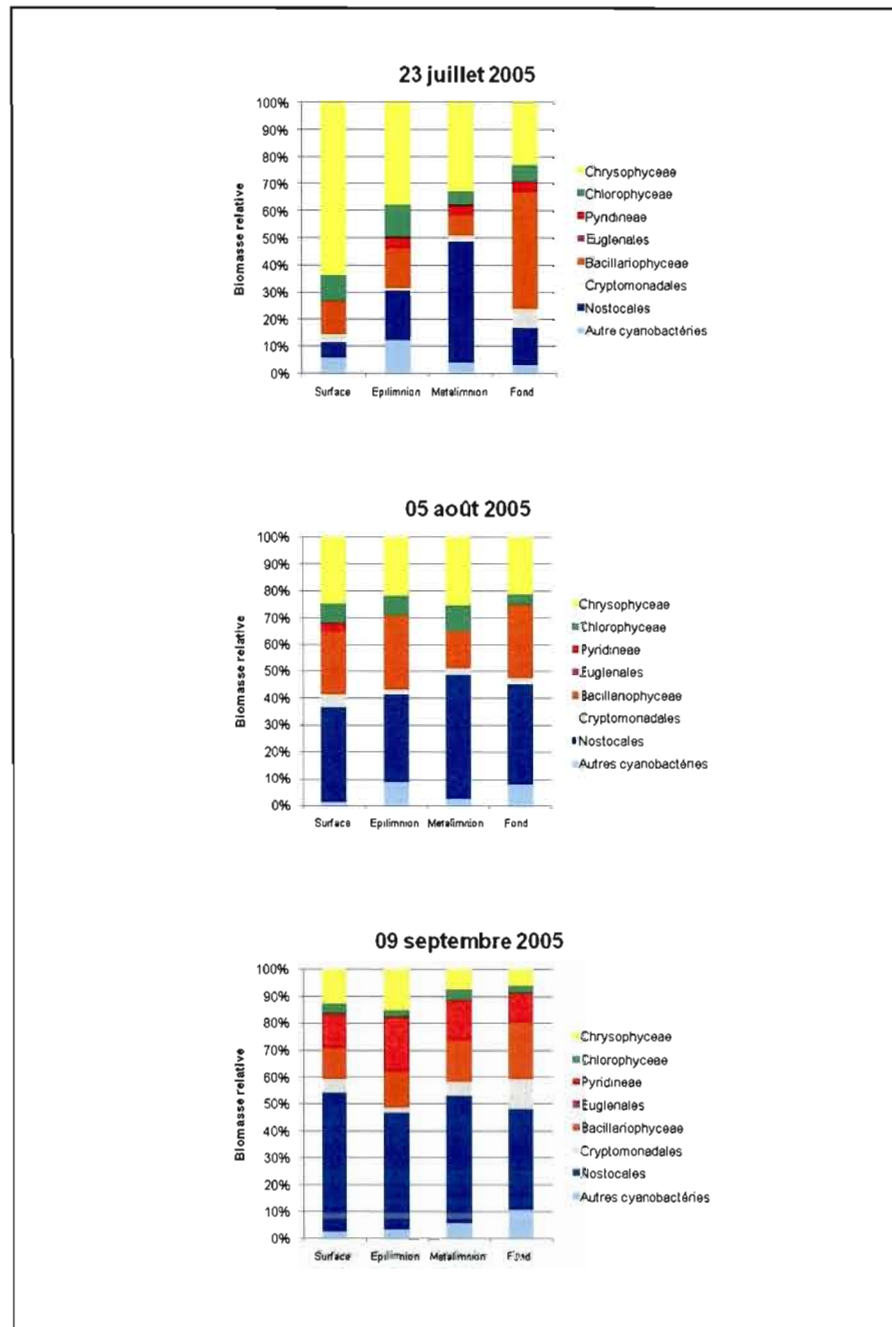 23 juillet 2005
100%
90%
80%
70%
60%
50%
40%
30%
20%
10%
0%
Biomasse relative
Surface Epilimnion Metalimnion Fond
Chrysophyceae
Chlorophyceae
Pyridineae
Euglenales
Bacillariophyceae
Cryptomonadales
Nostocales
Autre cyanobactéries
05 août 2005
100%
90%
80%
70%
60%
50%
40%
30%
20%
10%
0%
Biomasse relative
Surface Epilimnion Metalimnion Fond
Chrysophyceae
Chlorophyceae
Pyridineae
Euglenales
Bacillariophyceae
Cryptomonadales
Nostocales
Autres cyanobactéries
09 septembre 2005
100%
90%
80%
70%
60%
50%
40%
30%
20%
10%
0%
Biomasse relative
Surface Epilimnion Metalimnion Fond
Chrysophyceae
Chlorophyceae
Pyridineae
Euglenales
Bacillariophyceae
Cryptomonadales
Nostocales
Autres cyanobactéries